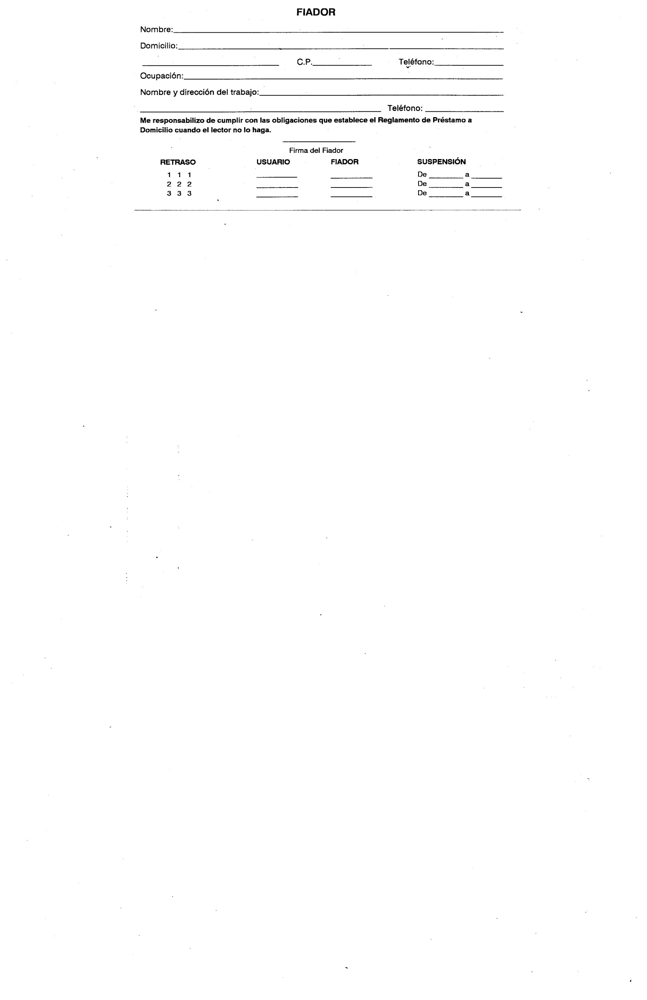 FIADOR
Nombre:
Domicilio:
C.P. Teléfono:
Ocupación:
Nombre y dirección del trabajo:
Teléfono:
Me responsabilizo de cumplir con las obligaciones que establece el Reglamento de Préstamo a
Domicilio cuando el lector no lo haga.
Firma del Fiador
RETRASO USUARIO FIADOR SUSPENSIÓN
1 1 1 De a
2 2 2 De a
3 3 3 De a